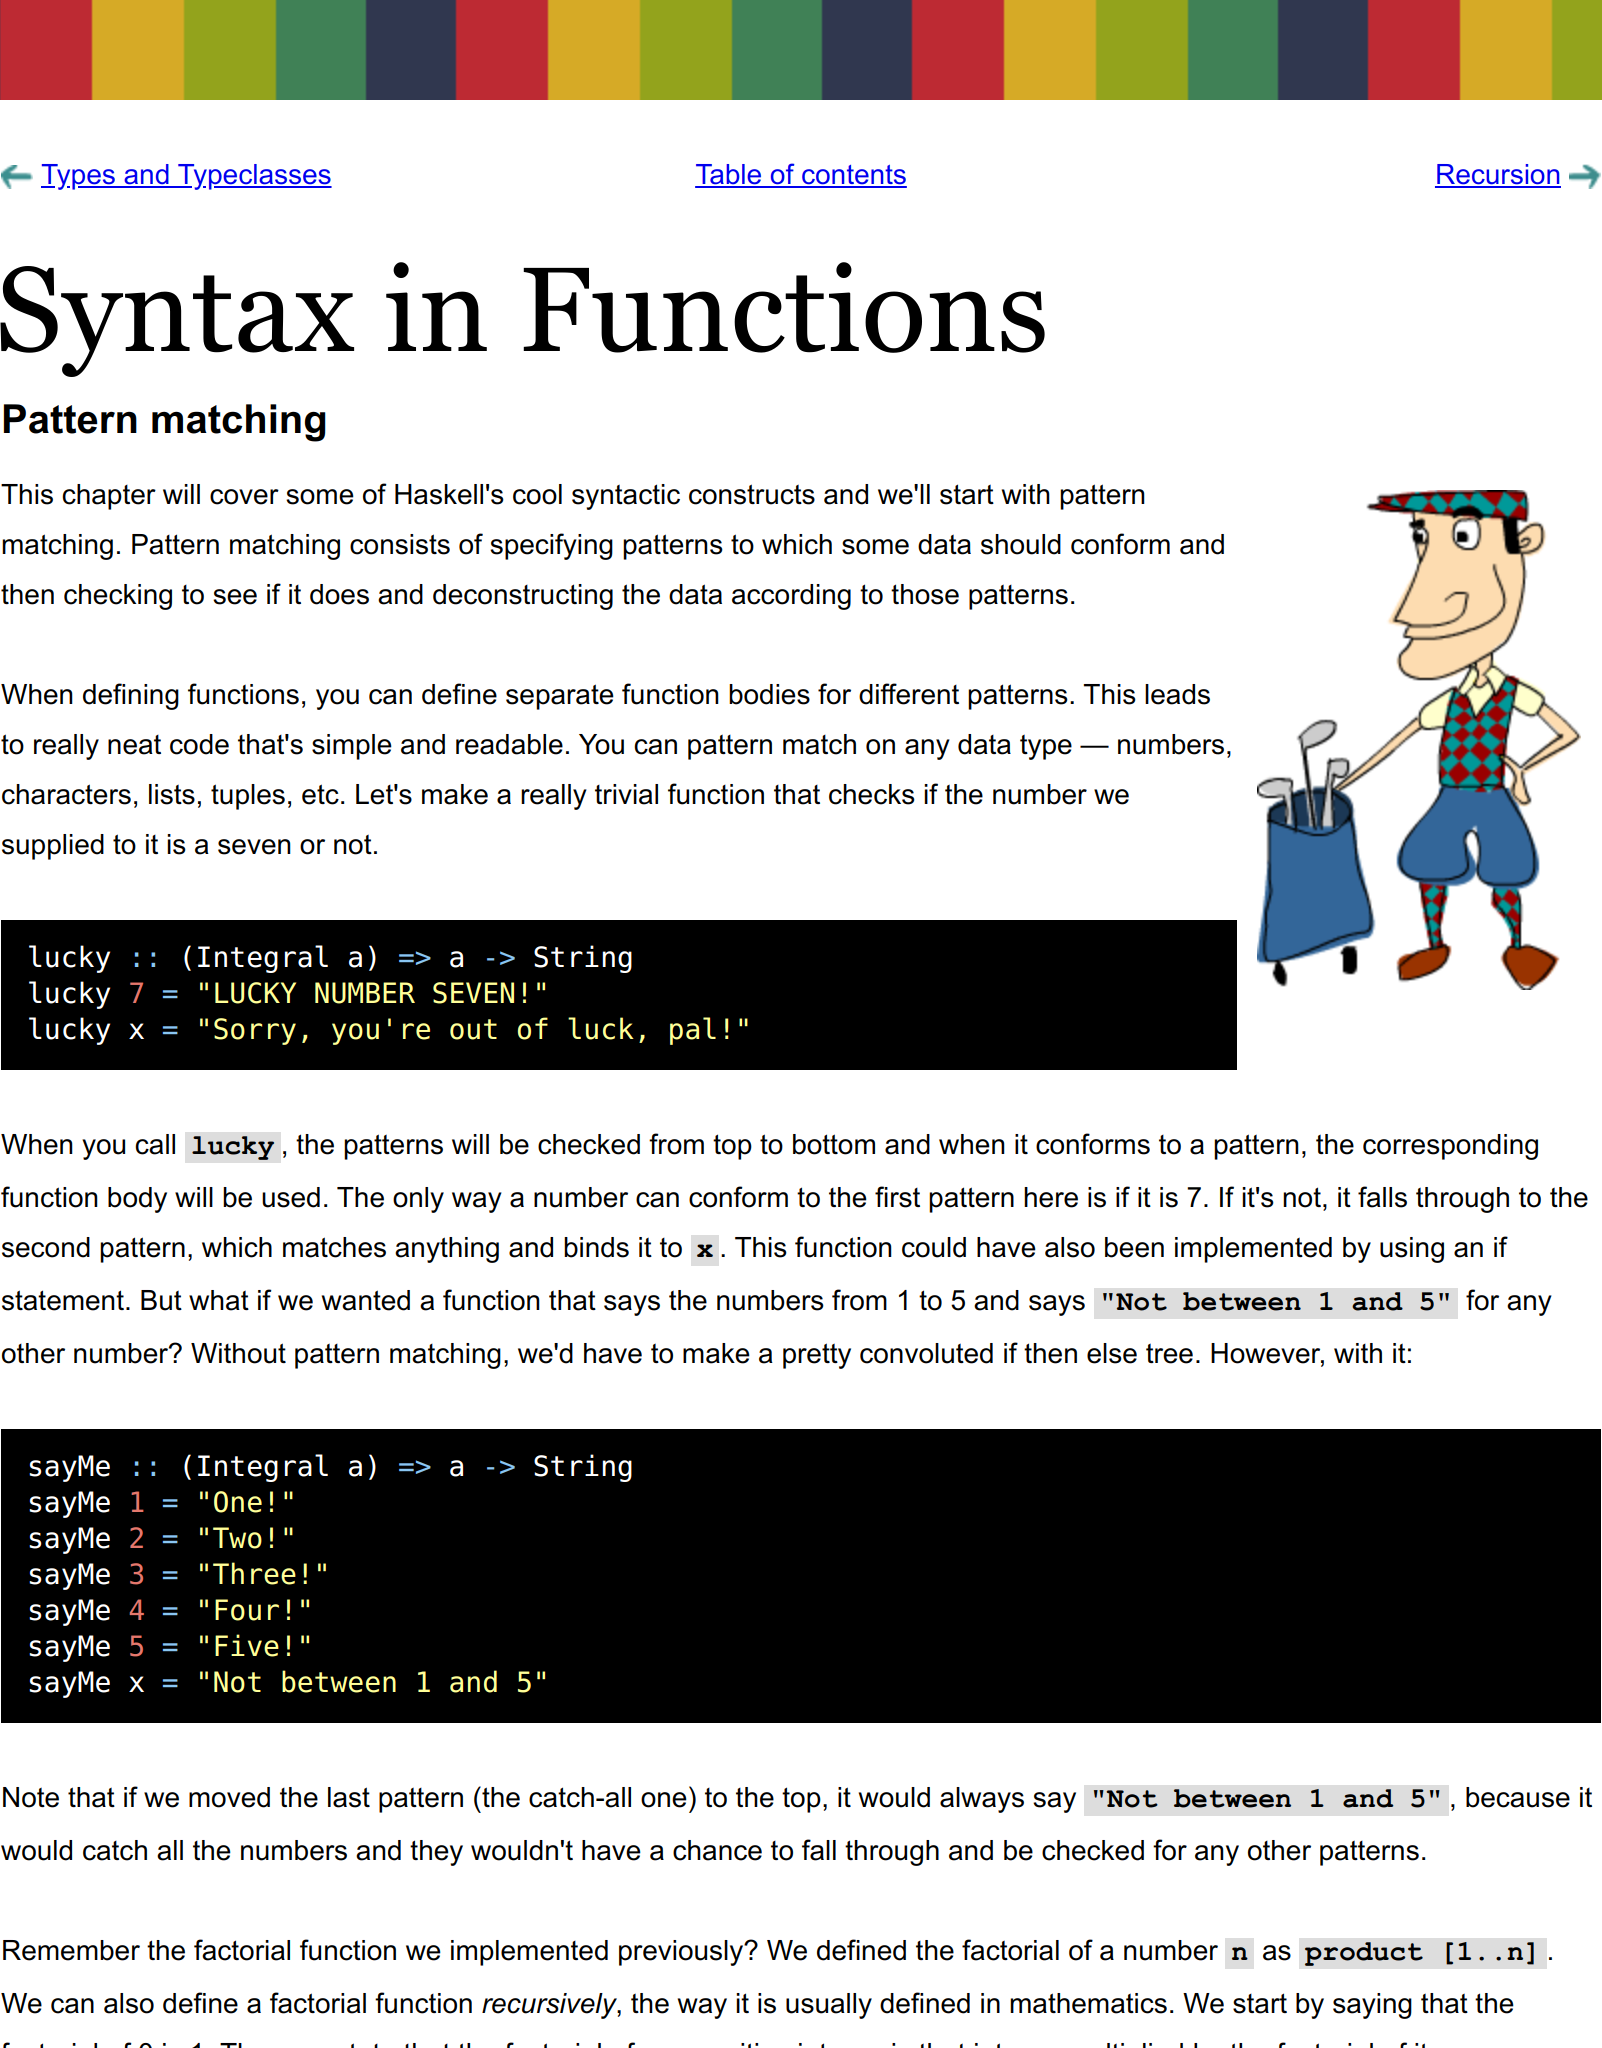 Types and Typeclasses
Table of contents
Recursion
Syntax in Functions
Pattern matching
This chapter will cover some of Haskell's cool syntactic constructs and we'll start with pattern
matching. Pattern matching consists of specifying patterns to which some data should conform and
then checking to see if it does and deconstructing the data according to those patterns.
When defining functions, you can define separate function bodies for different patterns. This leads
to really neat code that's simple and readable. You can pattern match on any data type — numbers,
characters, lists, tuples, etc. Let's make a really trivial function that checks if the number we
supplied to it is a seven or not.
lucky :: (Integral a) => a -> String
lucky 7 = "LUCKY NUMBER SEVEN!"
lucky x = "Sorry, you're out of luck, pal!"
When you call lucky, the patterns will be checked from top to bottom and when it conforms to a pattern, the corresponding
function body will be used. The only way a number can conform to the first pattern here is if it is 7. If it's not, it falls through to the
second pattern, which matches anything and binds it to x. This function could have also been implemented by using an if
statement. But what if we wanted a function that says the numbers from 1 to 5 and says "Not between 1 and 5" for any
other number? Without pattern matching, we'd have to make a pretty convoluted if then else tree. However, with it:
sayMe :: (Integral a) => a -> String
sayMe 1 = "One!"
sayMe 2 = "Two!"
sayMe 3 = "Three!"
sayMe 4 = "Four!"
sayMe 5 = "Five!"
sayMe x = "Not between 1 and 5"
Note that if we moved the last pattern (the catch-all one) to the top, it would always say "Not between 1 and 5", because it
would catch all the numbers and they wouldn't have a chance to fall through and be checked for any other patterns.
Remember the factorial function we implemented previously? We defined the factorial of a number n as product [1..n].
We can also define a factorial function recursively, the way it is usually defined in mathematics. We start by saying that the